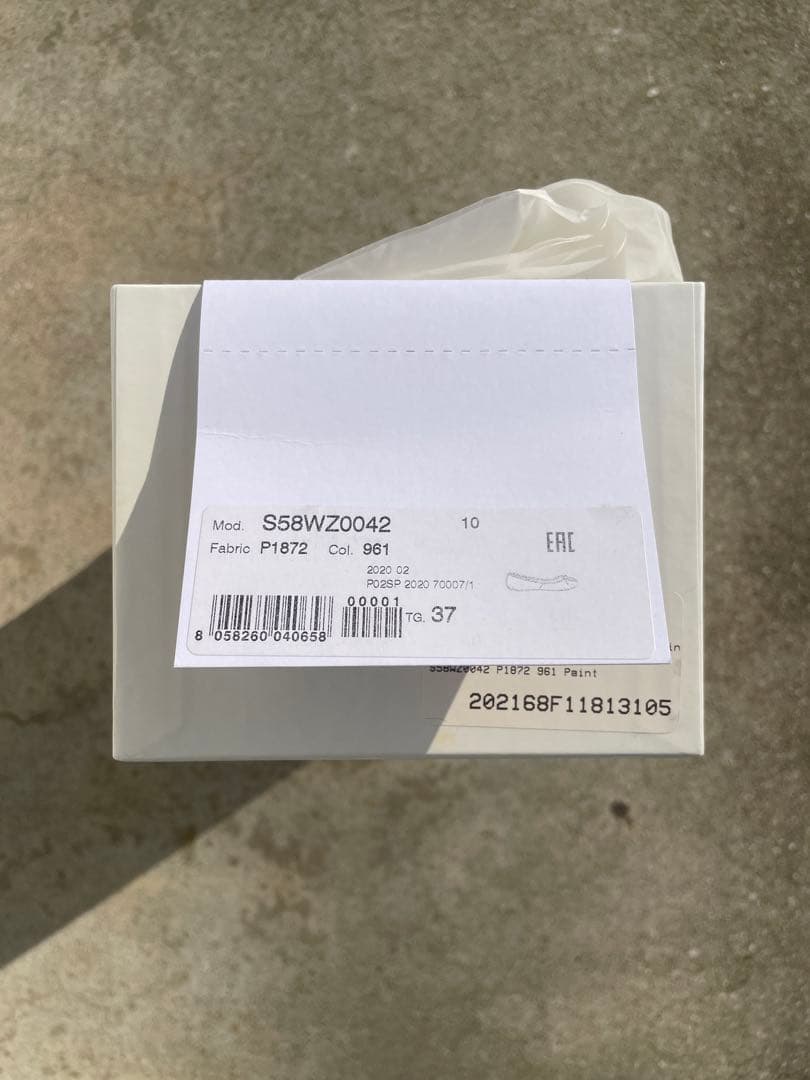 Mod. S58WZ0042 10
EAC
Fabric P1872 Col. 961
2020 02
P02SP 2020 70007/1
00001
TG. 37
8 058260 040658
in
S58WZ0042 P1872 961 Paint
202168F11813105